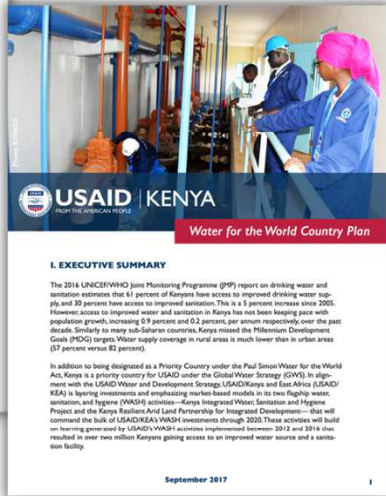 Photo: KIWASH
USAID | KENYA
FROM THE AMERICAN PEOPLE
Water for the World Country Plan
I. EXECUTIVE SUMMARY
The 2016 UNICEF/WHO Joint Monitoring Programme (JMP) report on drinking water and
sanitation estimates that 61 percent of Kenyans have access to improved drinking water sup-
ply, and 30 percent have access to improved sanitation. This is a 5 percent increase since 2005.
However, access to improved water and sanitation in Kenya has not been keeping pace with
population growth, increasing 0.9 percent and 0.2 percent, per annum respectively, over the past
decade. Similarly to many sub-Saharan countries, Kenya missed the Millennium Development
Goals (MDG) targets. Water supply coverage in rural areas is much lower than in urban areas
(57 percent versus 82 percent).
In addition to being designated as a Priority Country under the Paul Simon Water for the World
Act, Kenya is a priority country for USAID under the Global Water Strategy (GWS). In align-
ment with the USAID Water and Development Strategy, USAID/Kenya and East Africa (USAID/
KEA) is layering investments and emphasizing market-based models in its two flagship water,
sanitation, and hygiene (WASH) activities—Kenya Integrated Water, Sanitation and Hygiene
Project and the Kenya Resilient Arid Land Partnership for Integrated Development— that will
command the bulk of USAID/KEA's WASH investments through 2020. These activities will build
on learning generated by USAID's WASH activities implemented between 2012 and 2016 that
resulted in over two million Kenyans gaining access to an improved water source and a sanita-
tion facility.
September 2017
1